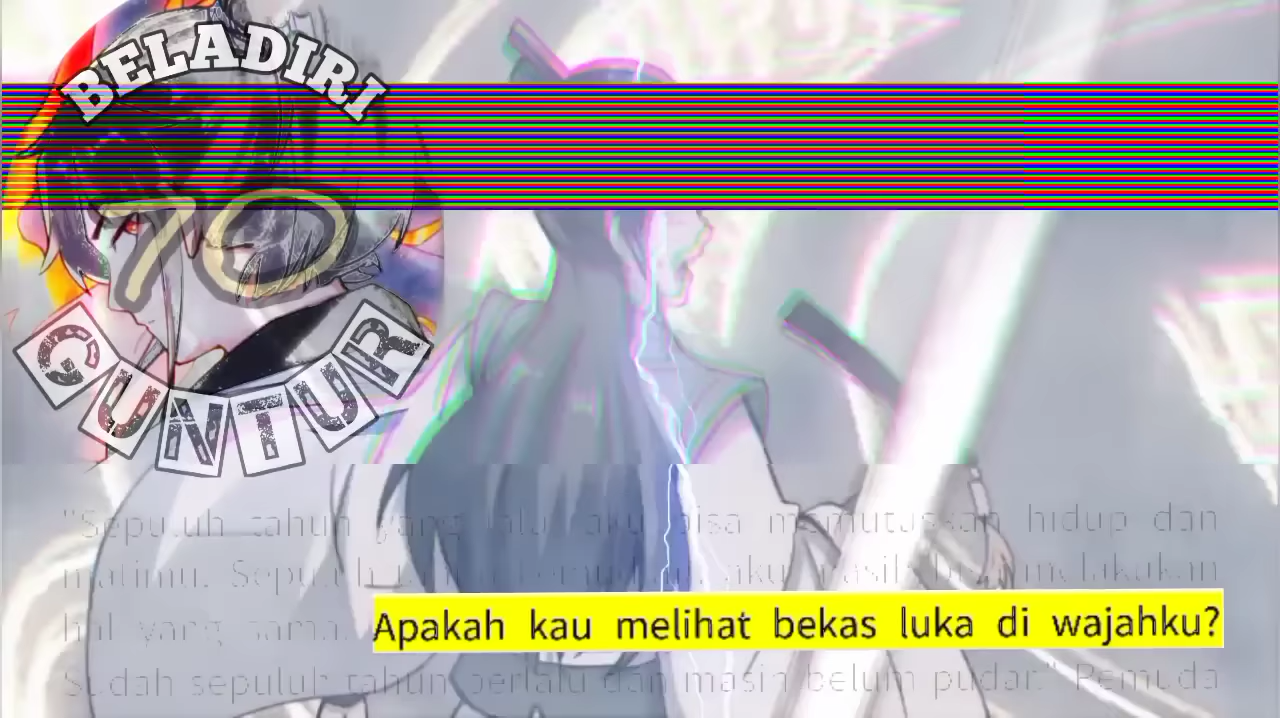 BELADIRI
70
GUNTUR
"Sepuluh tahun yang lalu, aku bisa memutuskan hidup dan
matimu. Sepuluh tahun kemudian, aku masih bisa melakukan
hal yang sama. Apakah kau melihat bekas luka di wajahku?
Sudah sepuluh tahun berlalu dan masih belum pudar." Pemuda